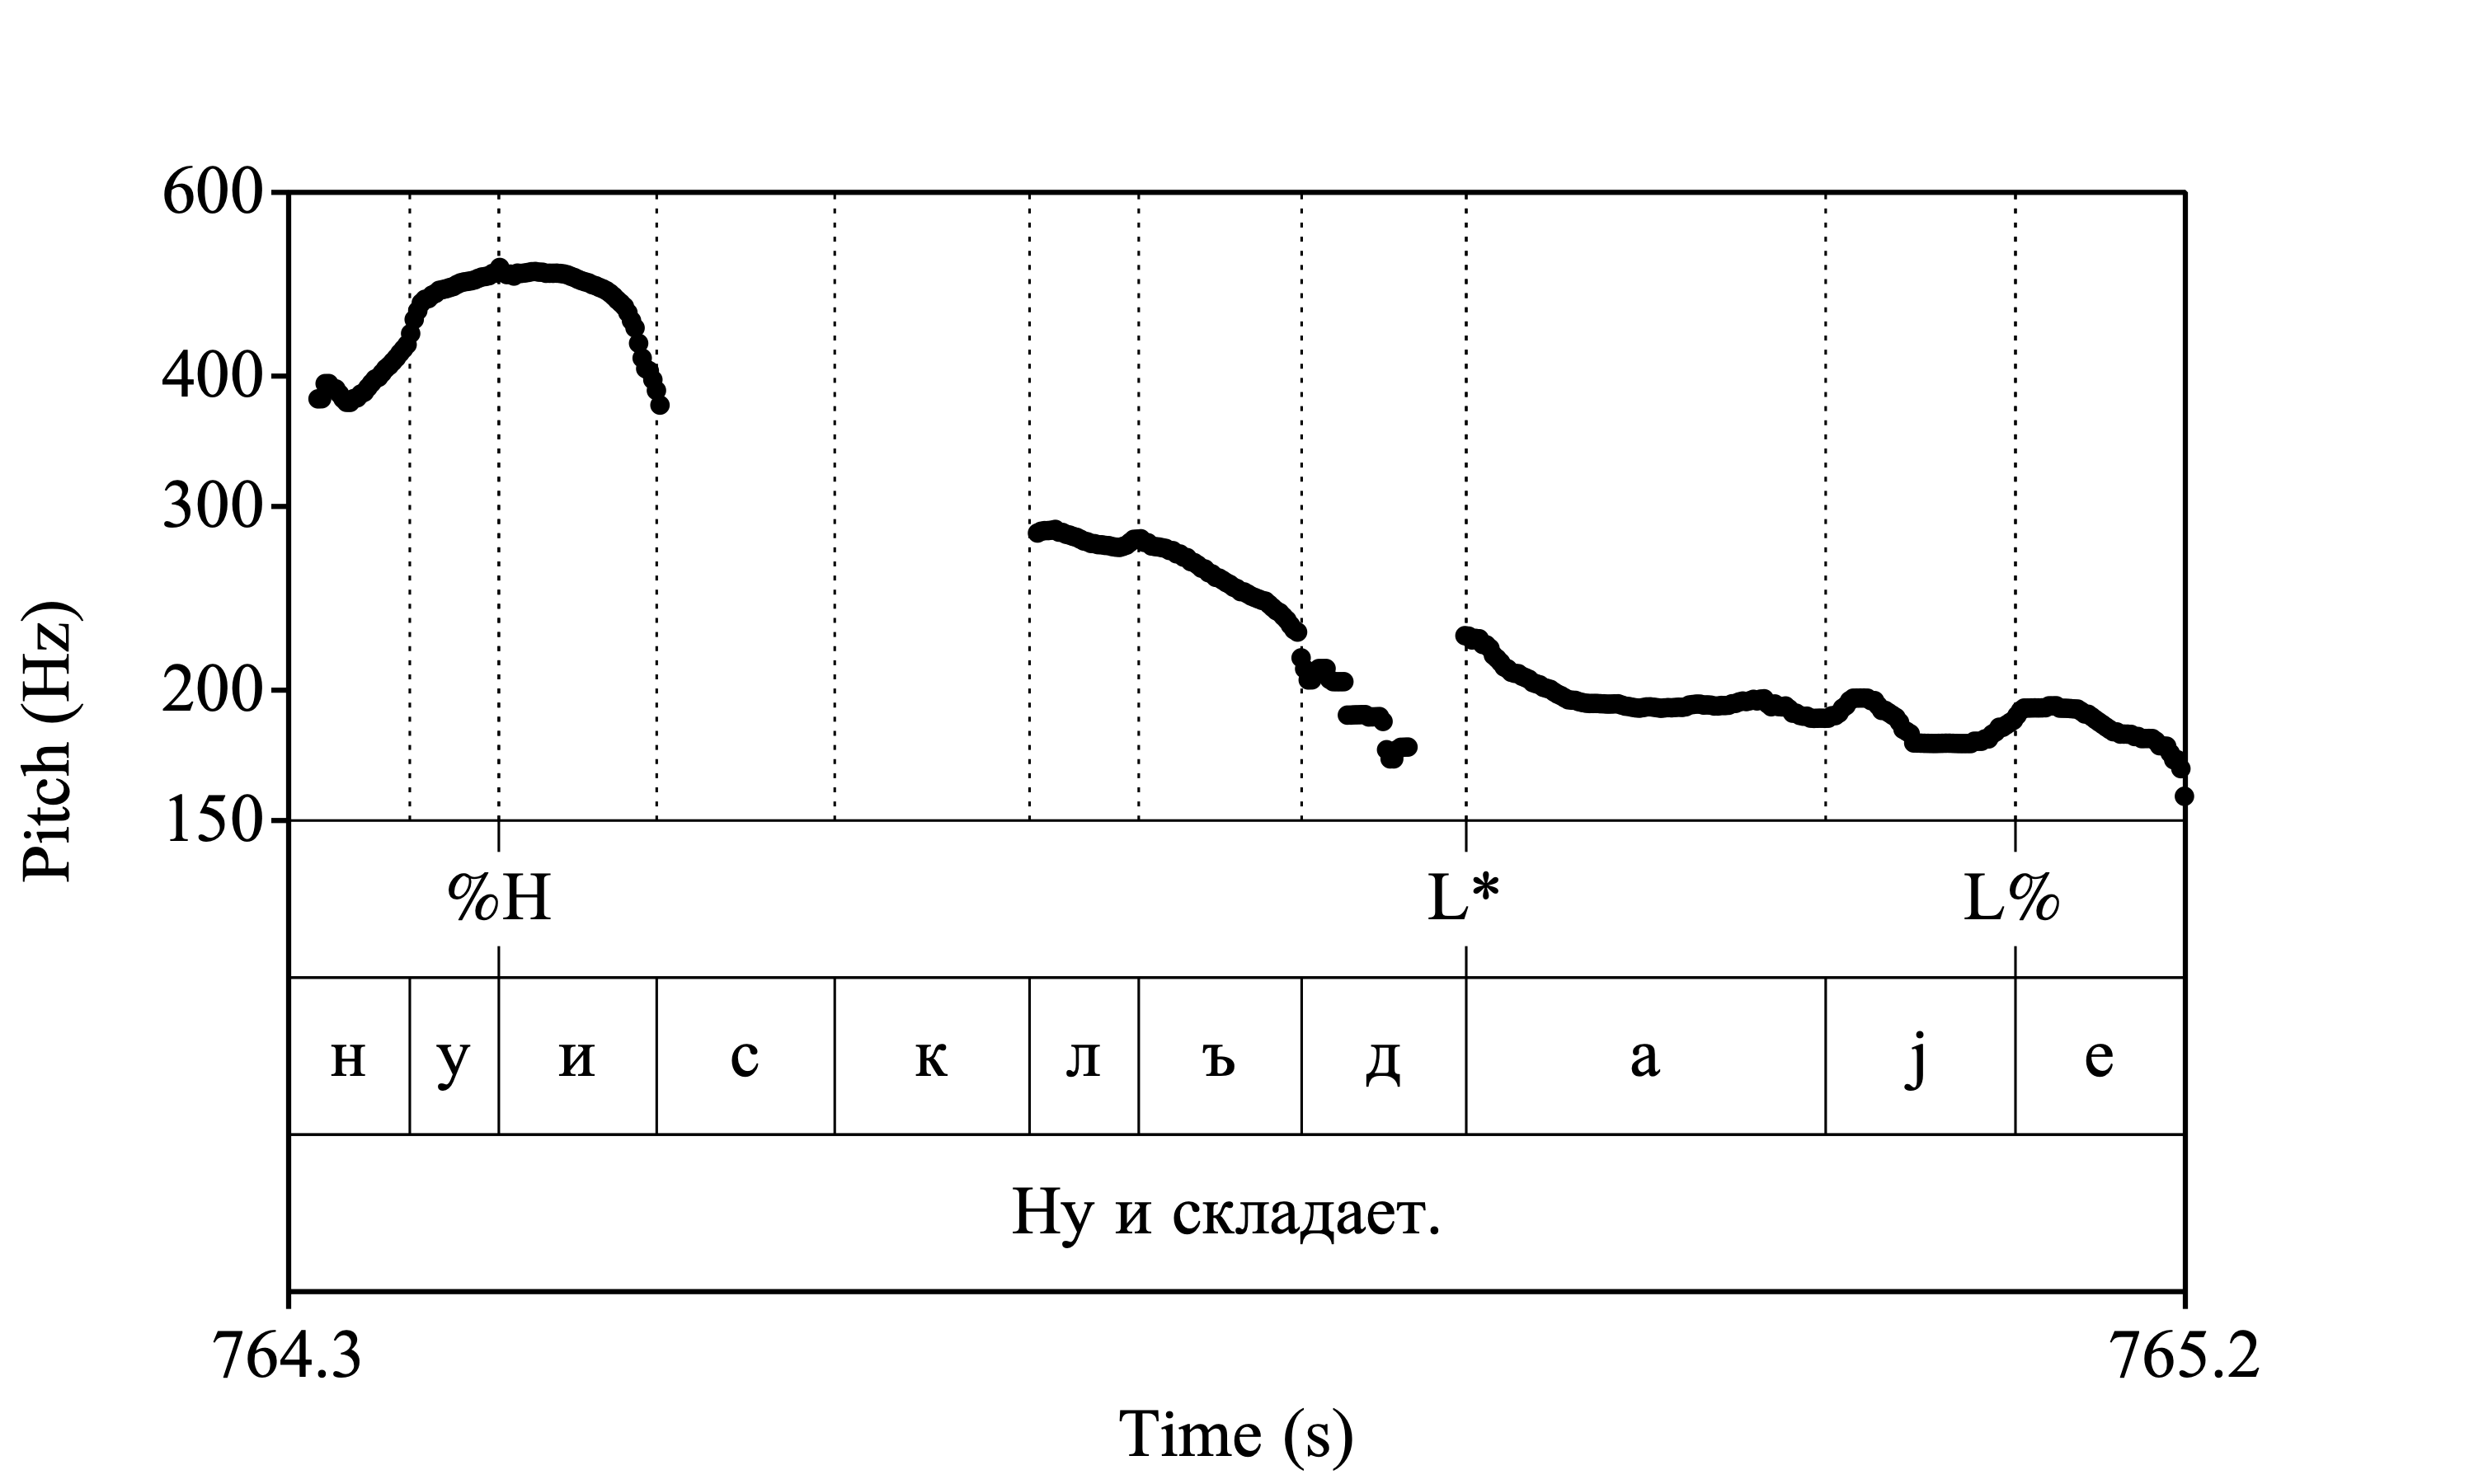 600
400
300
200
150
Pitch (Hz)
%H L* L%
н у и с к л ъ д а j е
Ну и складает.
764.3 765.2
Time (s)